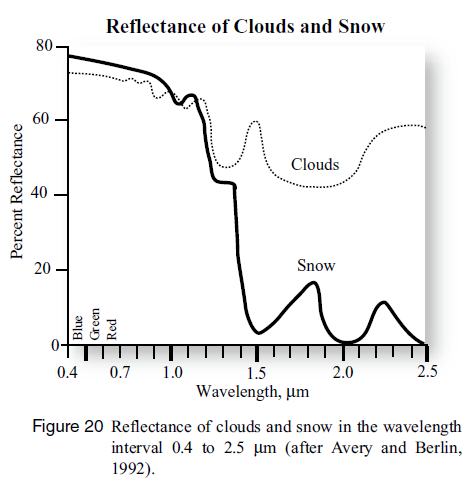 Reflectance of Clouds and Snow
80
60
40
20
0
Percent Reflectance
Clouds
Snow
Blue
Green
Red
0.4 0.7 1.0 1.5 2.0 2.5
Wavelength, μm
Figure 20 Reflectance of clouds and snow in the wavelength
interval 0.4 to 2.5 μm (after Avery and Berlin,
1992).